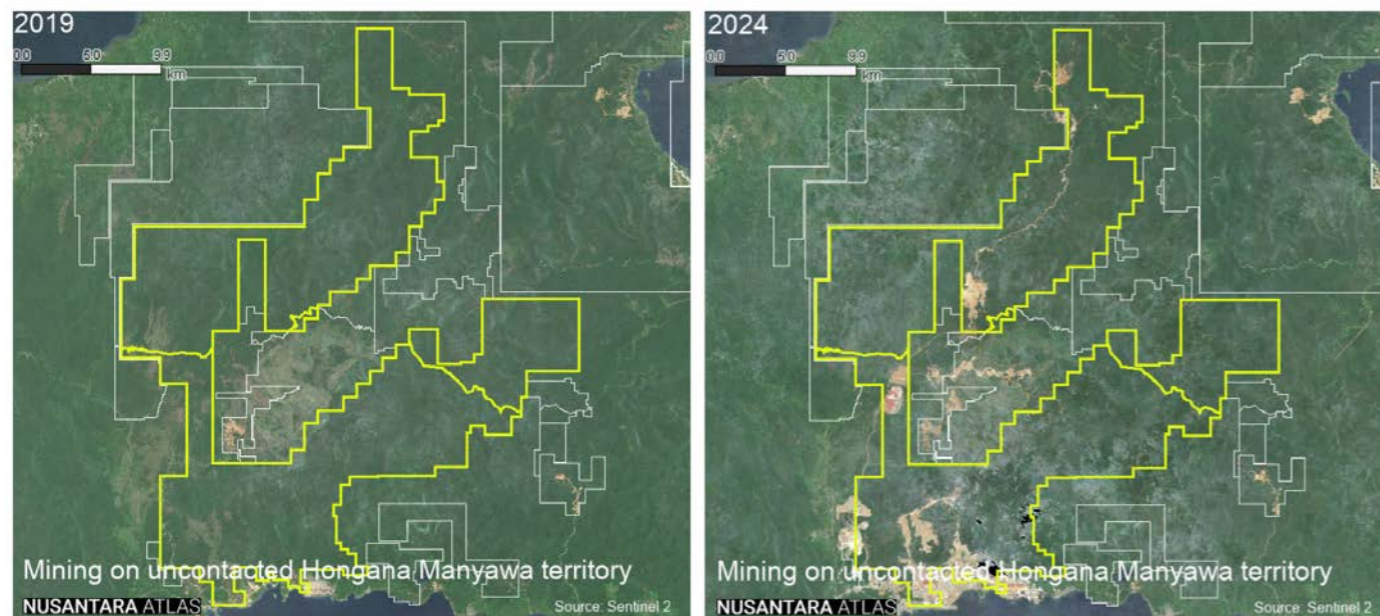 2019
0.0 5.0 9.9
km
Mining on uncontacted Hongana Manyawa territory
NUSANTARA ATLAS
Source: Sentinel 2
2024
0.0 5.0 9.9
km
Mining on uncontacted Hongana Manyawa territory
NUSANTARA ATLAS
Source: Sentinel 2